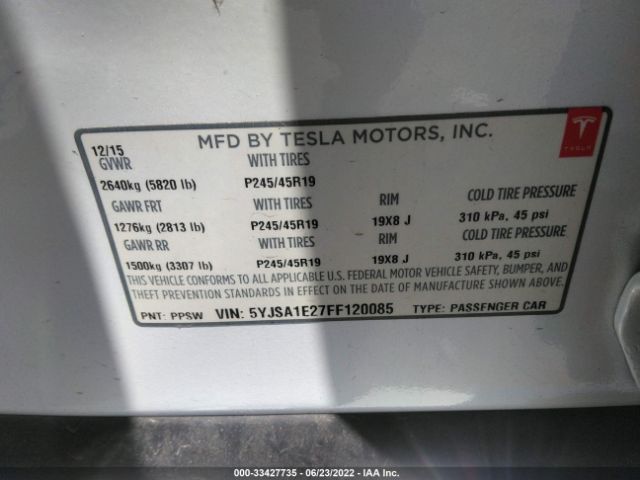 MFD BY TESLA MOTORS, INC.
12/15
GVWR WITH TIRES
2640kg (5820 lb) P245/45R19
GAWR FRT WITH TIRES RIM COLD TIRE PRESSURE
1276kg (2813 lb) P245/45R19 19X8 J 310 kPa, 45 psi
GAWR RR WITH TIRES RIM COLD TIRE PRESSURE
1500kg (3307 lb) P245/45R19 19X8 J 310 kPa, 45 psi
THIS VEHICLE CONFORMS TO ALL APPLICABLE U.S. FEDERAL MOTOR VEHICLE SAFETY, BUMPER, AND
THEFT PREVENTION STANDARDS IN EFFECT ON THE DATE OF MANUFACTURE SHOWN ABOVE.
PNT: PPSW VIN: 5YJSA1E27FF120085 TYPE: PASSENGER CAR
TESLA
000-33427735 - 06/23/2022 - IAA Inc.